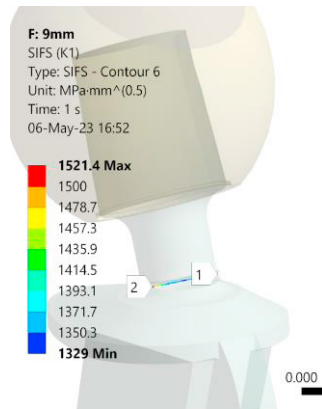 F: 9mm
SIFS (K1)
Type: SIFS - Contour 6
Unit: MPa·mm^(0.5)
Time: 1 s
06-May-23 16:52
1521.4 Max
1500
1478.7
1457.3
1435.9
1414.5
1393.1
1371.7
1350.3
1329 Min
1
2
0.000